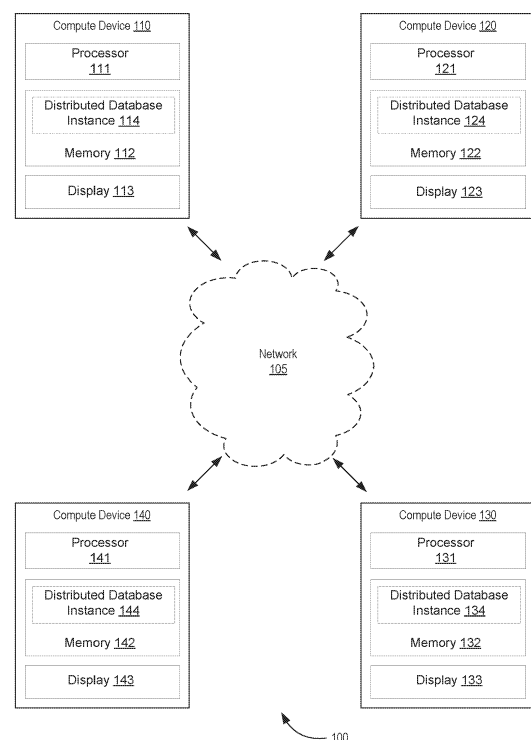 Compute Device 110
Processor
111
Distributed Database
Instance 114
Memory 112
Display 113
Compute Device 120
Processor
121
Distributed Database
Instance 124
Memory 122
Display 123
Network
105
Compute Device 140
Processor
141
Distributed Database
Instance 144
Memory 142
Display 143
Compute Device 130
Processor
131
Distributed Database
Instance 134
Memory 132
Display 133
100